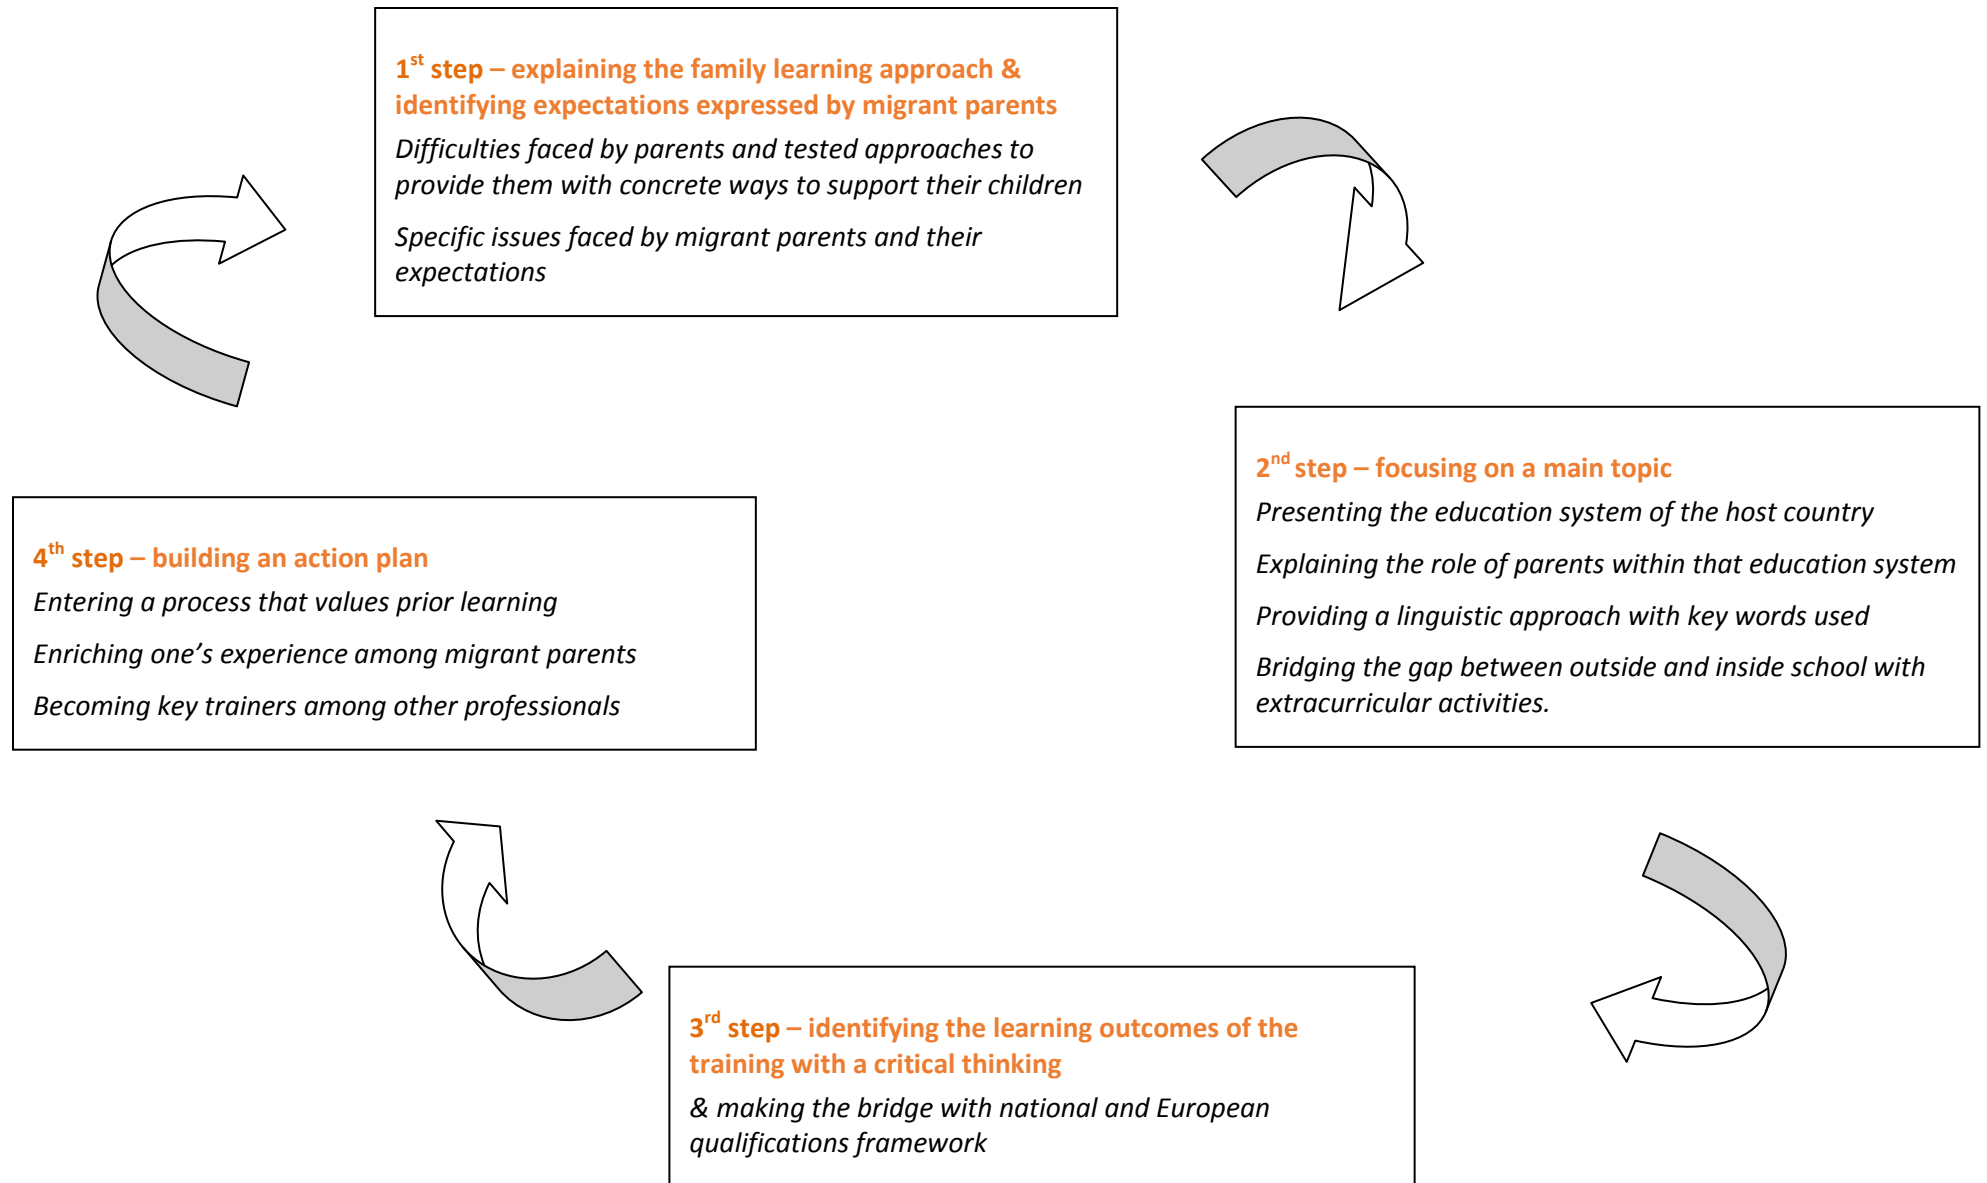 1st step – explaining the family learning approach &
identifying expectations expressed by migrant parents
Difficulties faced by parents and tested approaches to
provide them with concrete ways to support their children
Specific issues faced by migrant parents and their
expectations
2nd step – focusing on a main topic
Presenting the education system of the host country
Explaining the role of parents within that education system
Providing a linguistic approach with key words used
Bridging the gap between outside and inside school with
extracurricular activities.
3rd step – identifying the learning outcomes of the
training with a critical thinking
& making the bridge with national and European
qualifications framework
4th step – building an action plan
Entering a process that values prior learning
Enriching one’s experience among migrant parents
Becoming key trainers among other professionals